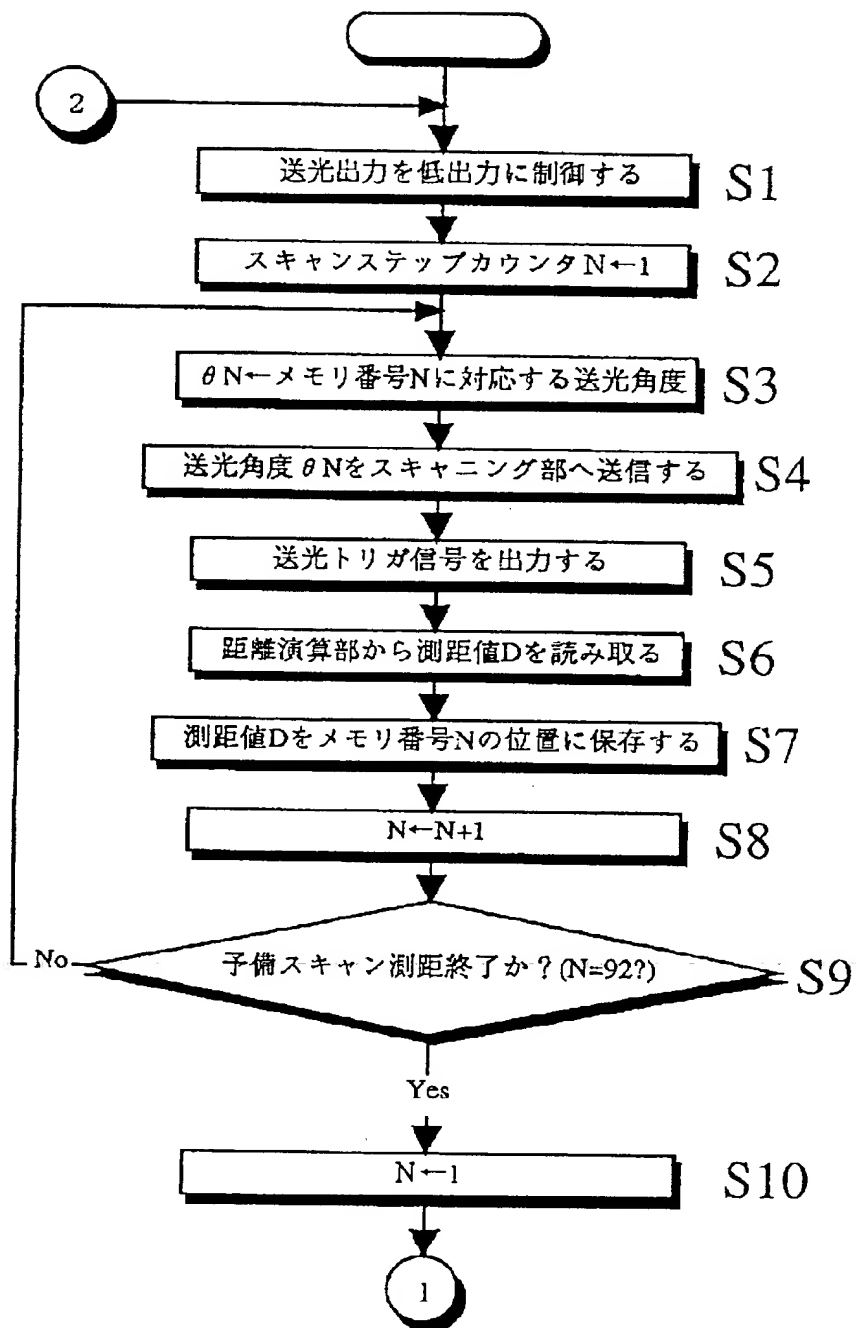 2
送光出力を低出力に制御する
S1
スキャンステップカウンタN←1
S2
θN←メモリ番号Nに対応する送光角度
S3
送光角度θNをスキャニング部へ送信する
S4
送光トリガ信号を出力する
S5
距離演算部から測距値Dを読み取る
S6
測距値Dをメモリ番号Nの位置に保存する
S7
N←N+1
S8
No
予備スキャン測距終了か?(N=92?)
S9
Yes
N←1
S10
1